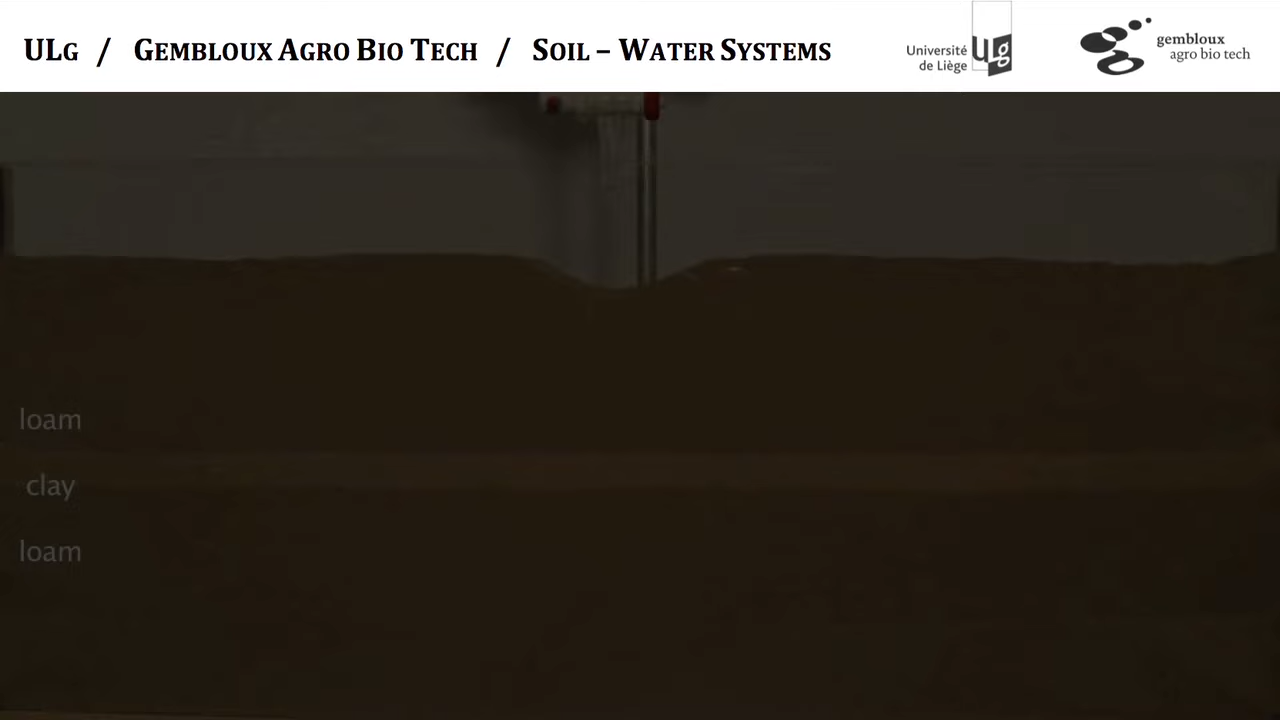 ULg / Gembloux Agro Bio Tech / Soil – Water Systems
Université
de Liège
ULg
gembloux
agro bio tech
loam
clay
loam